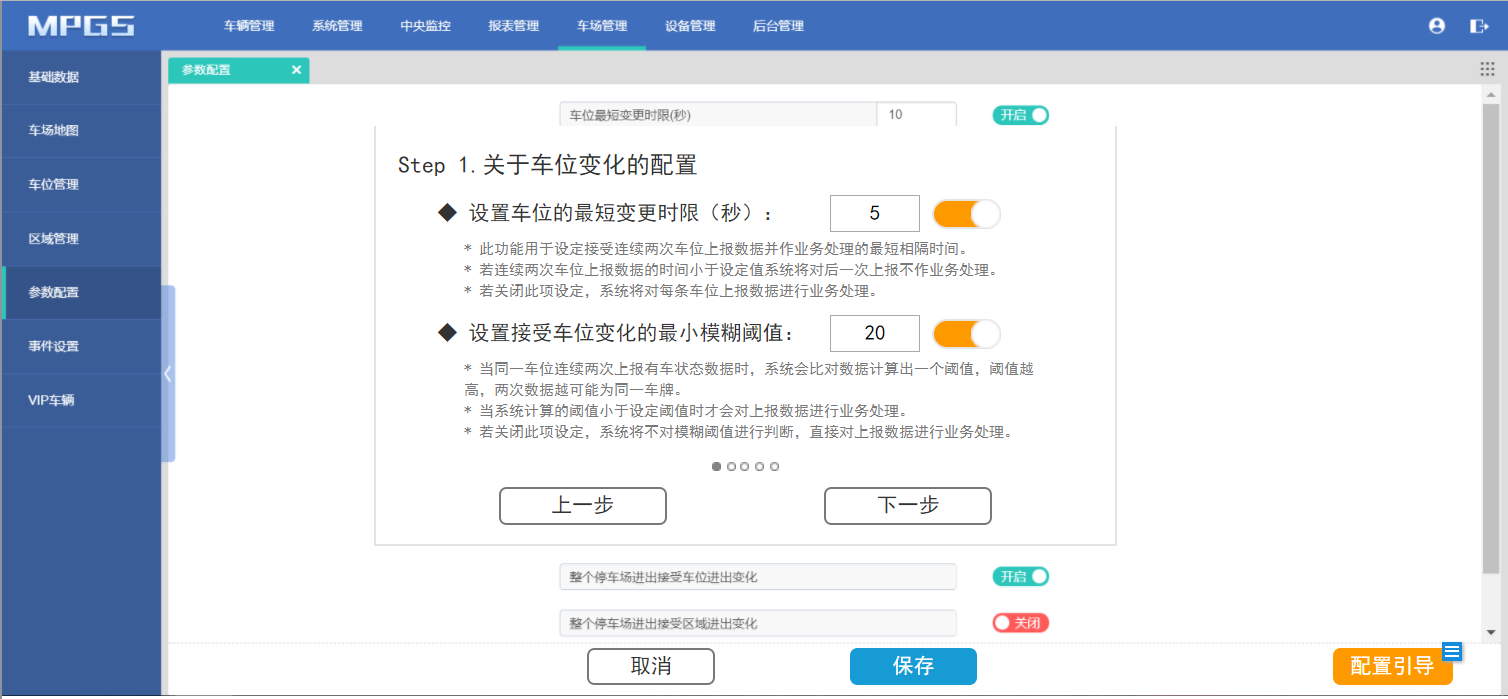 MPGS
车辆管理 系统管理 中央监控 报表管理 车场管理 设备管理 后台管理
基础数据
车场地图
车位管理
区域管理
参数配置
事件设置
VIP车辆
参数配置 ×
车位最短变更时限(秒) 10 开启
Step 1.关于车位变化的配置
◆ 设置车位的最短变更时限（秒）： 5
* 此功能用于设定接受连续两次车位上报数据并作业务处理的最短相隔时间。
* 若连续两次车位上报数据的时间小于设定值系统将对后一次上报不作业务处理。
* 若关闭此项设定，系统将对每条车位上报数据进行业务处理。
◆ 设置接受车位变化的最小模糊阈值： 20
* 当同一车位连续两次上报有车状态数据时，系统会比对数据计算出一个阈值，阈值越
高，两次数据越可能为同一车牌。
* 当系统计算的阈值小于设定阈值时才会对上报数据进行业务处理。
* 若关闭此项设定，系统将不对模糊阈值进行判断，直接对上报数据进行业务处理。
上一步 下一步
整个停车场进出接受车位进出变化 开启
整个停车场进出接受区域进出变化 关闭
取消 保存 配置引导